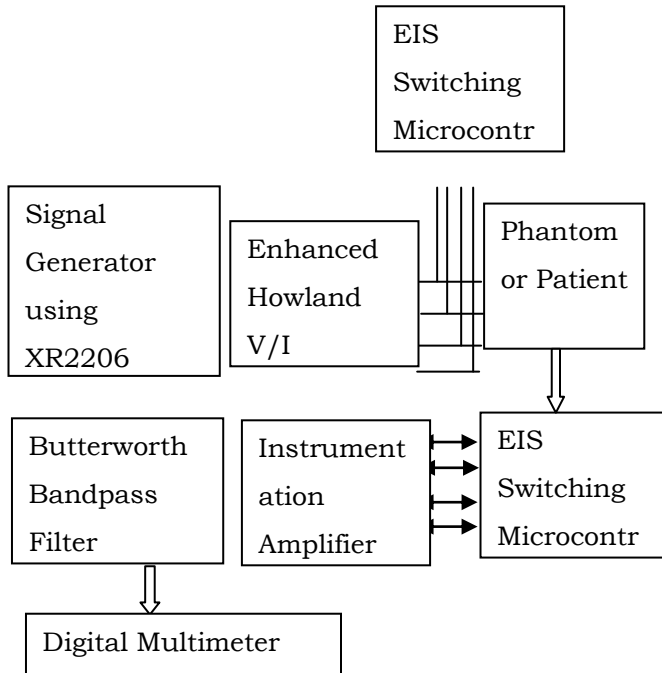 EIS
Switching
Microcontr
Signal
Generator
using
XR2206
Enhanced
Howland
V/I
Phantom
or Patient
Butterworth
Bandpass
Filter
Instrument
ation
Amplifier
EIS
Switching
Microcontr
Digital Multimeter